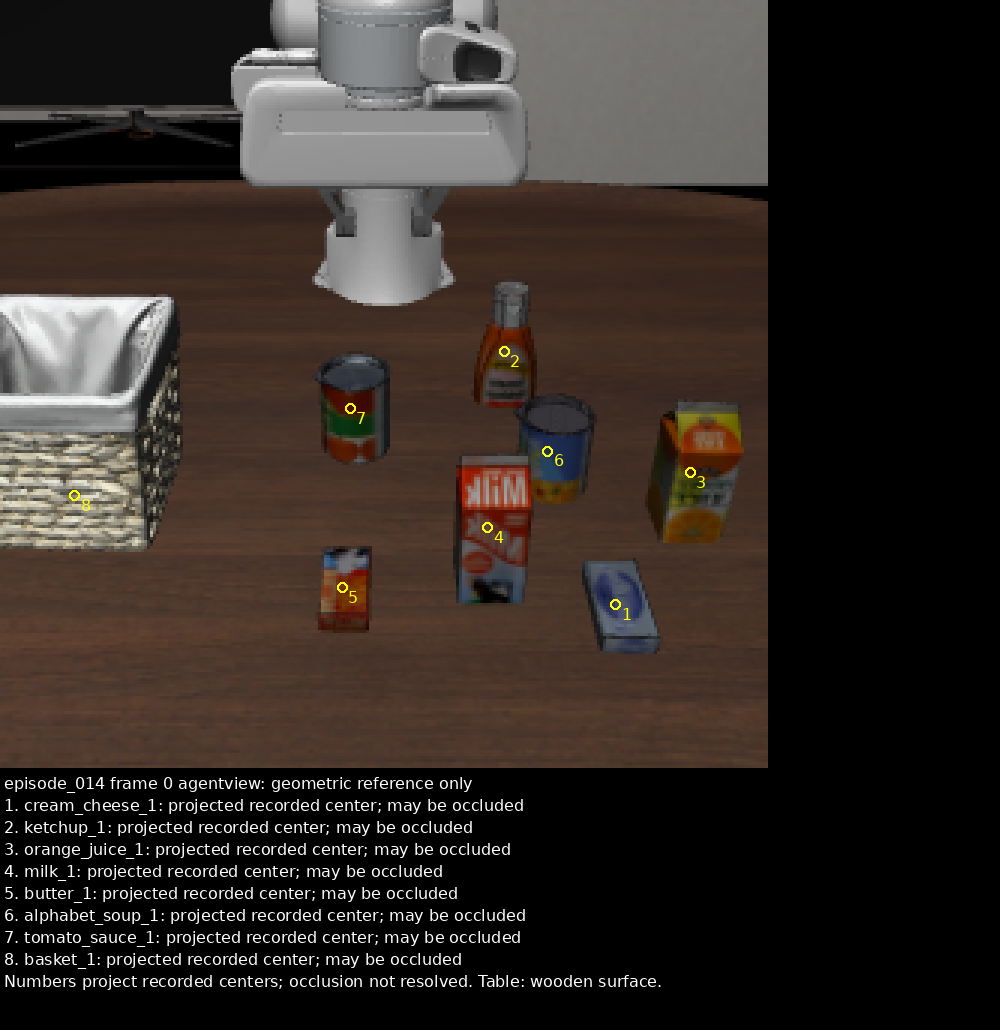 2
7
6
3
Milk
4
5
1
8
episode_014 frame 0 agentview: geometric reference only
1. cream_cheese_1: projected recorded center; may be occluded
2. ketchup_1: projected recorded center; may be occluded
3. orange_juice_1: projected recorded center; may be occluded
4. milk_1: projected recorded center; may be occluded
5. butter_1: projected recorded center; may be occluded
6. alphabet_soup_1: projected recorded center; may be occluded
7. tomato_sauce_1: projected recorded center; may be occluded
8. basket_1: projected recorded center; may be occluded
Numbers project recorded centers; occlusion not resolved. Table: wooden surface.